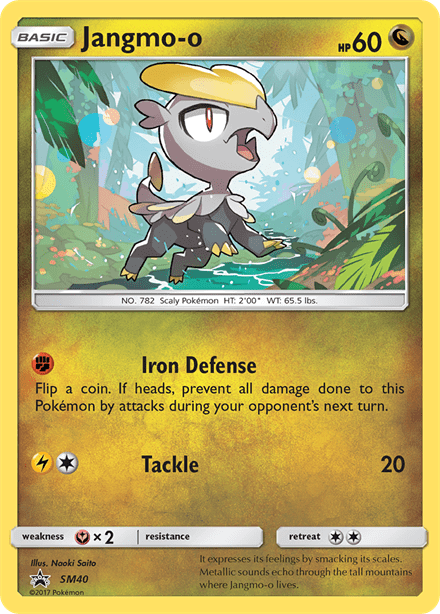 BASIC Jangmo-o HP 60
NO. 782 Scaly Pokémon HT: 2'00" WT: 65.5 lbs.
Iron Defense
Flip a coin. If heads, prevent all damage done to this
Pokémon by attacks during your opponent's next turn.
Tackle 20
weakness × 2 resistance retreat
Illus. Naoki Saito
SM40
©2017 Pokémon
It expresses its feelings by smacking its scales.
Metallic sounds echo through the tall mountains
where Jangmo-o lives.